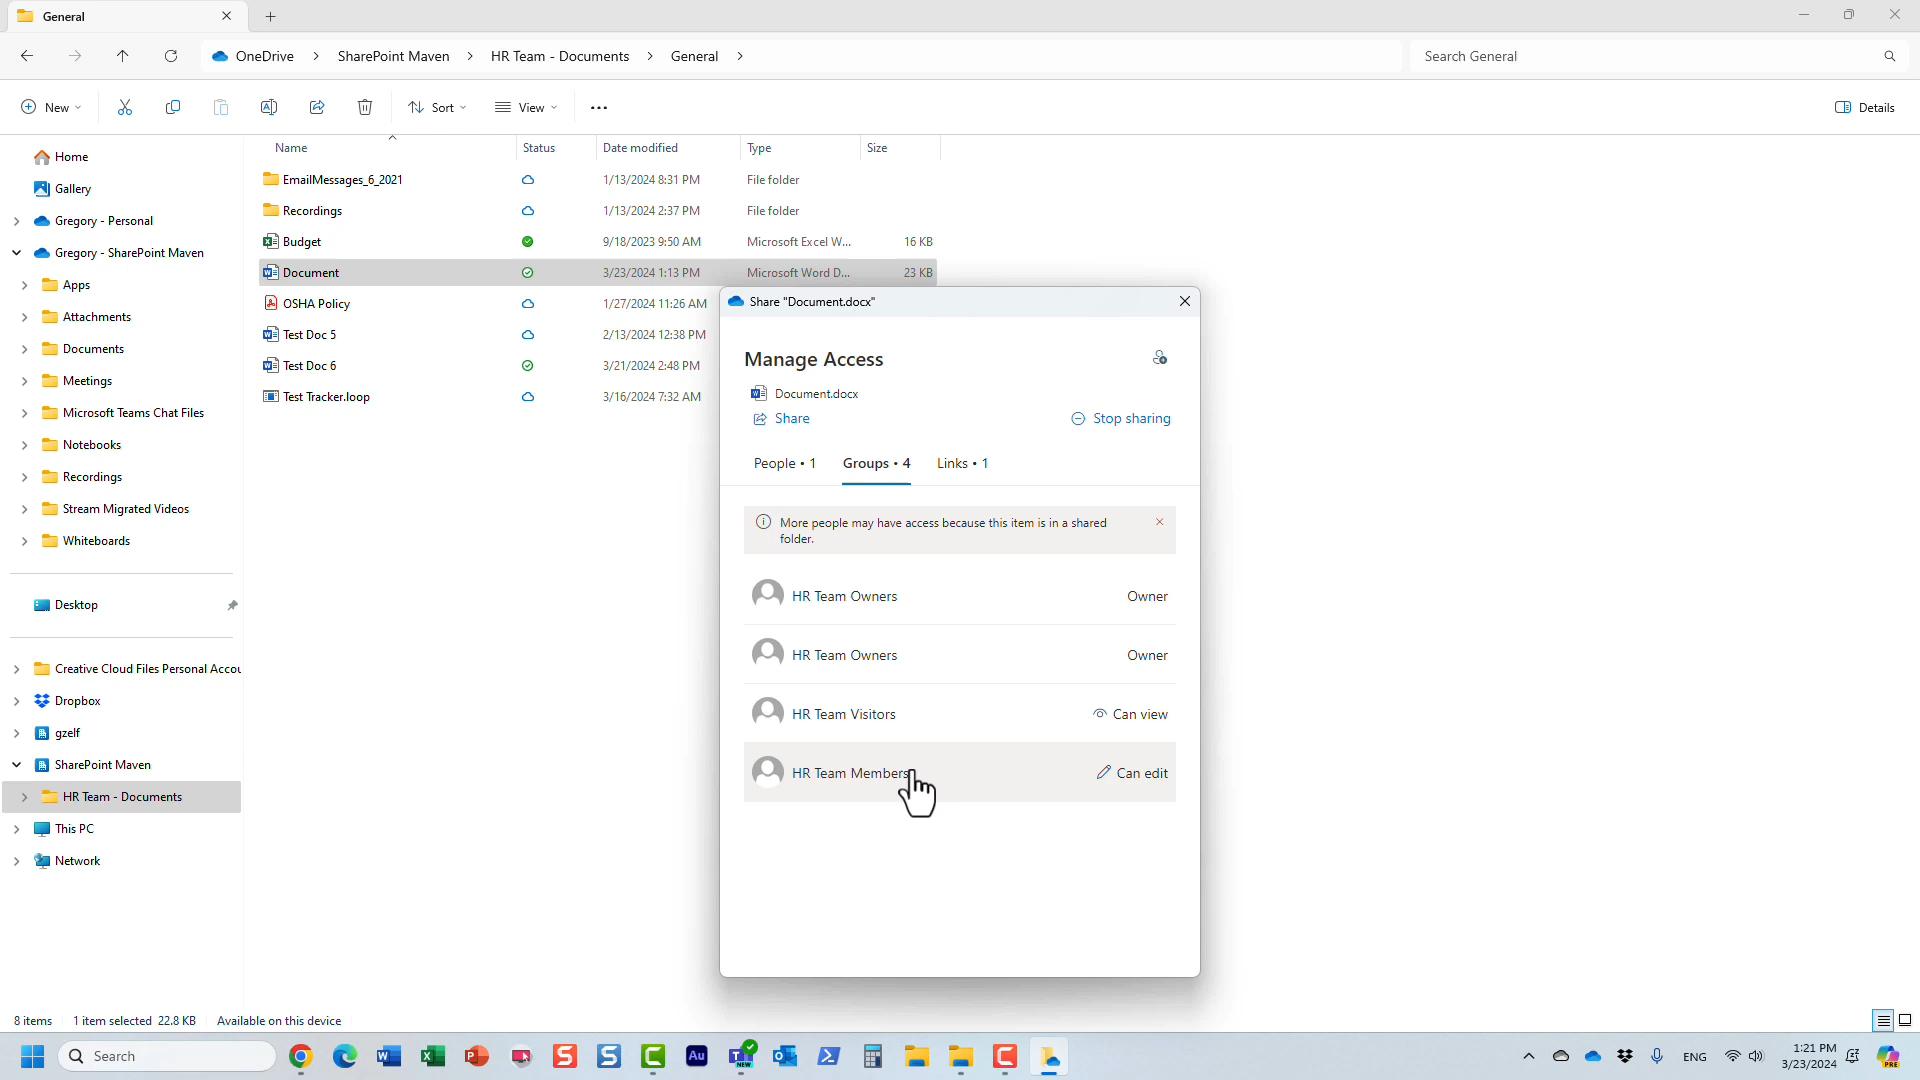 General
OneDrive
SharePoint Maven
HR Team - Documents
General
Search General
New
Sort
View
Details
Name
Status
Date modified
Type
Size
Home
Gallery
Gregory - Personal
Gregory - SharePoint Maven
Apps
Attachments
Documents
Meetings
Microsoft Teams Chat Files
Notebooks
Recordings
Stream Migrated Videos
Whiteboards
Desktop
Creative Cloud Files Personal Accou
Dropbox
gzelf
SharePoint Maven
HR Team - Documents
This PC
Network
EmailMessages_6_2021 1/13/2024 8:31 PM File folder
Recordings 1/13/2024 2:37 PM File folder
Budget 9/18/2023 9:50 AM Microsoft Excel W... 16 KB
Document 3/23/2024 1:13 PM Microsoft Word D... 23 KB
OSHA Policy 1/27/2024 11:26 AM
Test Doc 5 2/13/2024 12:38 PM
Test Doc 6 3/21/2024 2:48 PM
Test Tracker.loop 3/16/2024 7:32 AM
Share "Document.docx"
Manage Access
Document.docx
Share
Stop sharing
People • 1
Groups • 4
Links • 1
More people may have access because this item is in a shared
folder.
HR Team Owners Owner
HR Team Owners Owner
HR Team Visitors Can view
HR Team Members Can edit
8 items 1 item selected 22.8 KB Available on this device
Search
Au
NEW
ENG
1:21 PM
3/23/2024
PRE